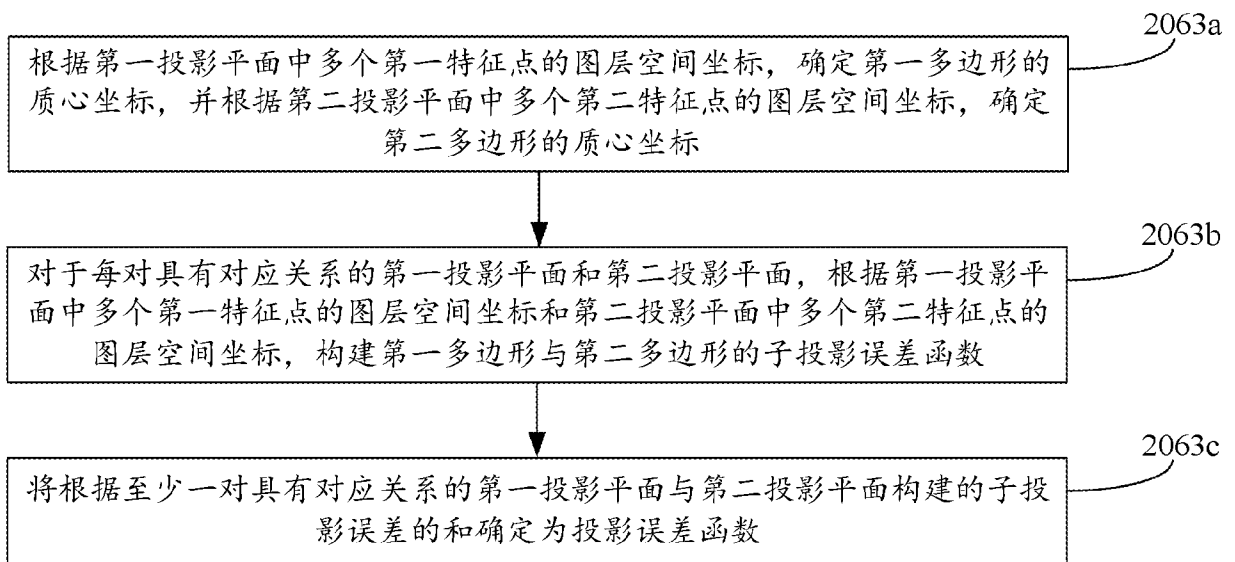 2063a
根据第一投影平面中多个第一特征点的图层空间坐标，确定第一多边形的
质心坐标，并根据第二投影平面中多个第二特征点的图层空间坐标，确定
第二多边形的质心坐标
2063b
对于每对具有对应关系的第一投影平面和第二投影平面，根据第一投影平
面中多个第一特征点的图层空间坐标和第二投影平面中多个第二特征点的
图层空间坐标，构建第一多边形与第二多边形的子投影误差函数
2063c
将根据至少一对具有对应关系的第一投影平面与第二投影平面构建的子投
影误差的和确定为投影误差函数